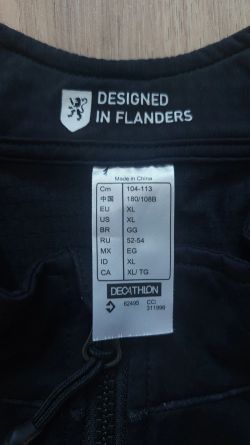 DESIGNED
IN FLANDERS
Made in China
Cm 104-113
中国 180/108B
EU XL
US XL
BR GG
RU 52-54
MX EG
ID XL
CA XL/TG
DECATHLON
62495 CCI
311996